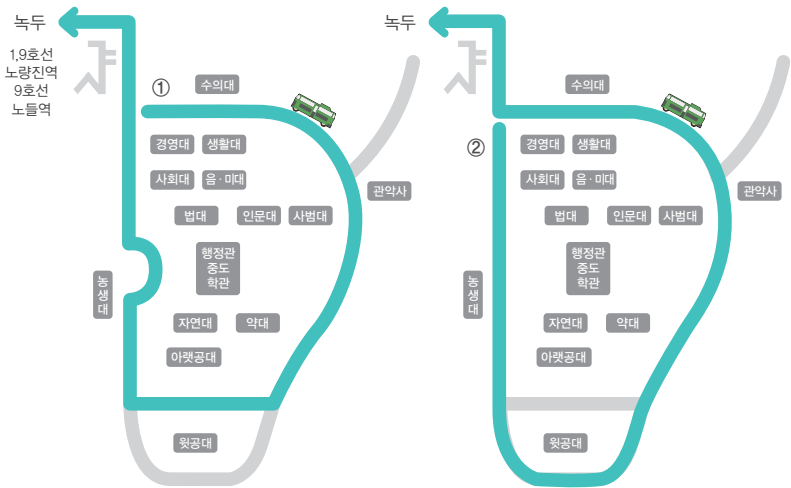 녹두
1,9호선
노량진역
9호선
노들역
①
수의대
경영대
생활대
사회대
음·미대
관악사
법대
인문대
사범대
행정관
중도
학관
농
생
대
자연대
약대
아랫공대
윗공대
녹두
②
수의대
경영대
생활대
사회대
음·미대
관악사
법대
인문대
사범대
행정관
중도
학관
농
생
대
자연대
약대
아랫공대
윗공대